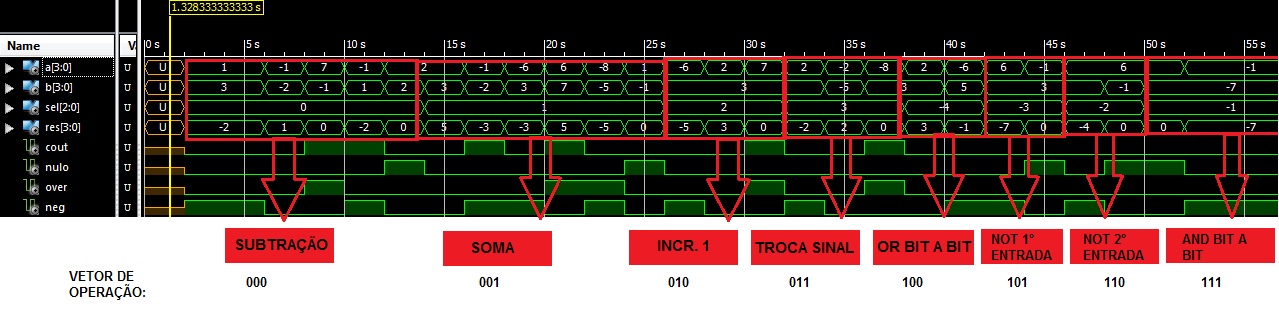 1.328333333333 s
Name V. 0 s 5 s 10 s 15 s 20 s 25 s 30 s 35 s 40 s 45 s 50 s 55 s
a[3:0] U U 1 -1 7 -1 2 -1 -6 6 -8 1 -6 2 7 2 -2 -8 2 -6 6 -1 6 -1
b[3:0] U U 3 -2 -1 1 2 3 -2 3 7 -5 -1 3 -5 3 5 3 -1 -7
sel[2:0] U U 0 1 2 3 -4 -3 -2 -1
res[3:0] U U -2 1 0 -2 0 5 -3 -3 5 -5 0 -5 3 0 -2 2 0 3 -1 -7 0 -4 0 0 -7
cout U
nulo U
over U
neg U
SUBTRAÇÃO SOMA INCR. 1 TROCA SINAL OR BIT A BIT NOT 1º ENTRADA NOT 2º ENTRADA AND BIT A BIT
VETOR DE
OPERAÇÃO: 000 001 010 011 100 101 110 111